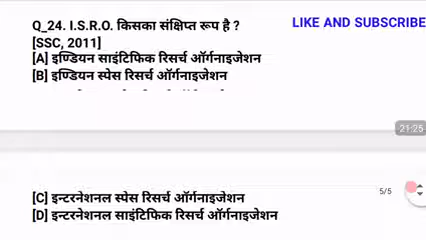 Q_24. I.S.R.O. किसका संक्षिप्त रूप है ?
LIKE AND SUBSCRIBE
[SSC, 2011]
[A] इण्डियन साइंटिफिक रिसर्च ऑर्गनाइजेशन
[B] इण्डियन स्पेस रिसर्च ऑर्गनाइजेशन
21:25
[C] इन्टरनेशनल स्पेस रिसर्च ऑर्गनाइजेशन
5/5
[D] इन्टरनेशनल साइंटिफिक रिसर्च ऑर्गनाइजेशन